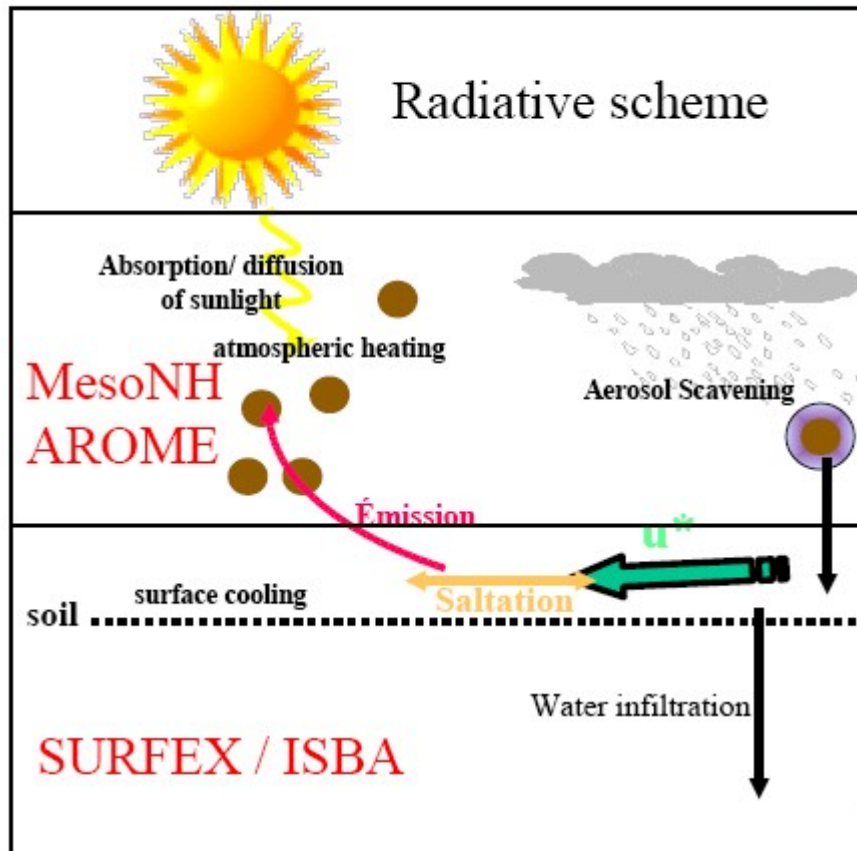 Radiative scheme
Absorption/ diffusion
of sunlight
atmospheric heating
MesoNH
AROME
Aerosol Scavening
Émission
u*
surface cooling
Saltation
soil
Water infiltration
SURFEX / ISBA